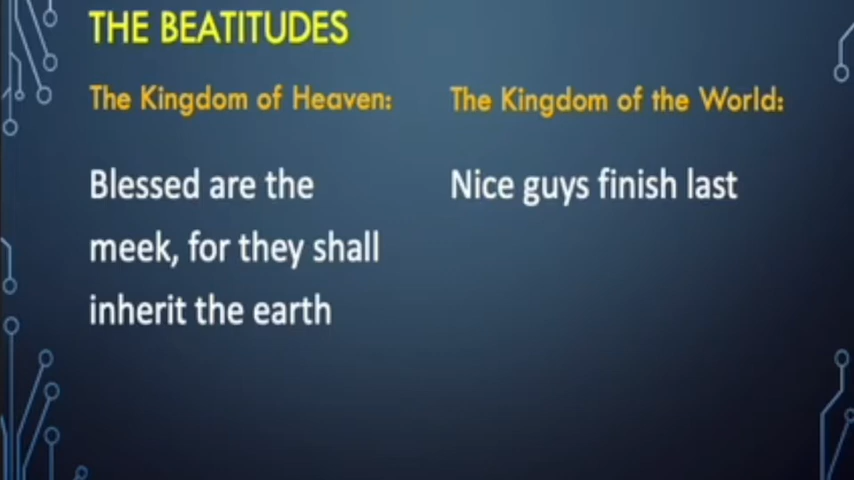 THE BEATITUDES
The Kingdom of Heaven:
The Kingdom of the World:
Blessed are the
meek, for they shall
inherit the earth
Nice guys finish last